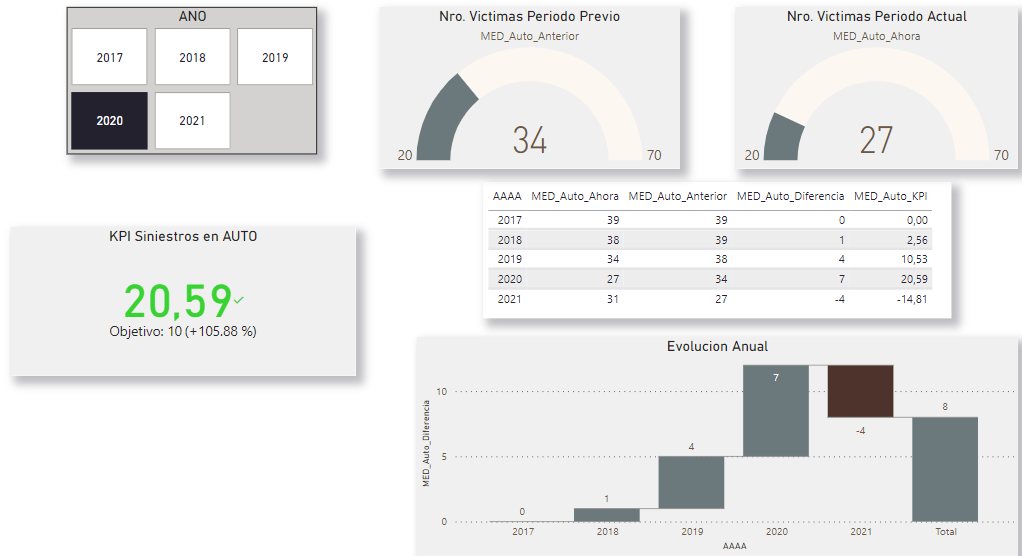 ANO
2017 2018 2019
2020 2021
Nro. Victimas Periodo Previo
MED_Auto_Anterior
34
20 70
Nro. Victimas Periodo Actual
MED_Auto_Ahora
27
20 70
AAAA MED_Auto_Ahora MED_Auto_Anterior MED_Auto_Diferencia MED_Auto_KPI
2017 39 39 0 0,00
2018 38 39 1 2,56
2019 34 38 4 10,53
2020 27 34 7 20,59
2021 31 27 -4 -14,81
KPI Siniestros en AUTO
20,59
Objetivo: 10 (+105.88 %)
Evolucion Anual
MED_Auto_Diferencia
10
5
0
0
1
4
7
-4
8
2017 2018 2019 2020 2021 Total
AAAA